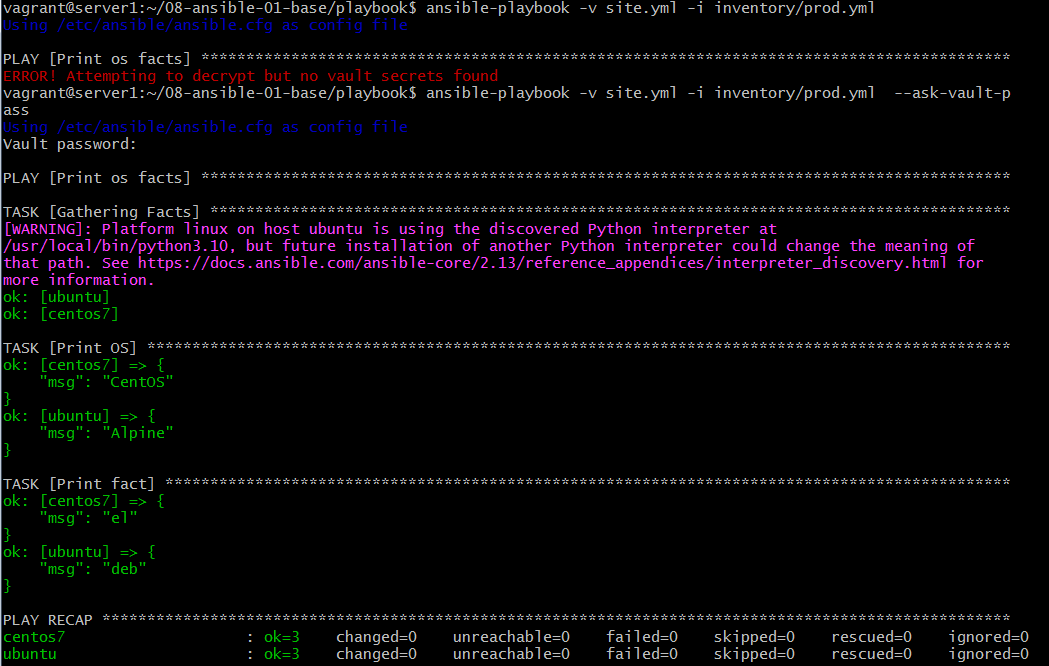 vagrant@server1:~/08-ansible-01-base/playbook$ ansible-playbook -v site.yml -i inventory/prod.yml
Using /etc/ansible/ansible.cfg as config file
PLAY [Print os facts] ******************************************************************************************
ERROR! Attempting to decrypt but no vault secrets found
vagrant@server1:~/08-ansible-01-base/playbook$ ansible-playbook -v site.yml -i inventory/prod.yml  --ask-vault-p
ass
Using /etc/ansible/ansible.cfg as config file
Vault password:
PLAY [Print os facts] ******************************************************************************************
TASK [Gathering Facts] *****************************************************************************************
[WARNING]: Platform linux on host ubuntu is using the discovered Python interpreter at
/usr/local/bin/python3.10, but future installation of another Python interpreter could change the meaning of
that path. See https://docs.ansible.com/ansible-core/2.13/reference_appendices/interpreter_discovery.html for
more information.
ok: [ubuntu]
ok: [centos7]
TASK [Print OS] ************************************************************************************************
ok: [centos7] => {
    "msg": "CentOS"
}
ok: [ubuntu] => {
    "msg": "Alpine"
}
TASK [Print fact] **********************************************************************************************
ok: [centos7] => {
    "msg": "el"
}
ok: [ubuntu] => {
    "msg": "deb"
}
PLAY RECAP *****************************************************************************************************
centos7                    : ok=3    changed=0    unreachable=0    failed=0    skipped=0    rescued=0    ignored=0
ubuntu                     : ok=3    changed=0    unreachable=0    failed=0    skipped=0    rescued=0    ignored=0